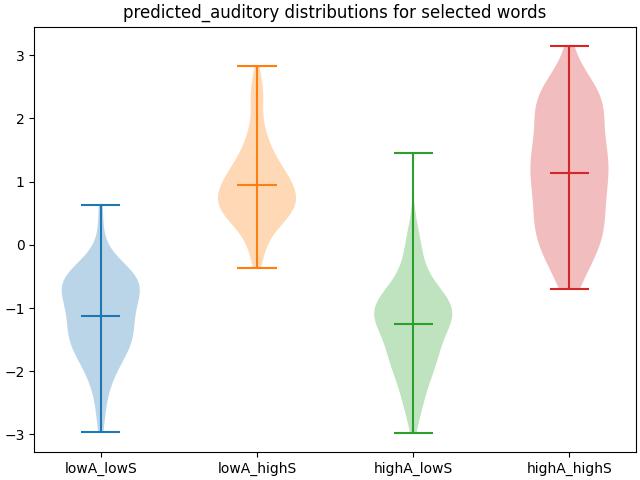 predicted_auditory distributions for selected words
3
2
1
0
−1
−2
−3
lowA_lowS
lowA_highS
highA_lowS
highA_highS